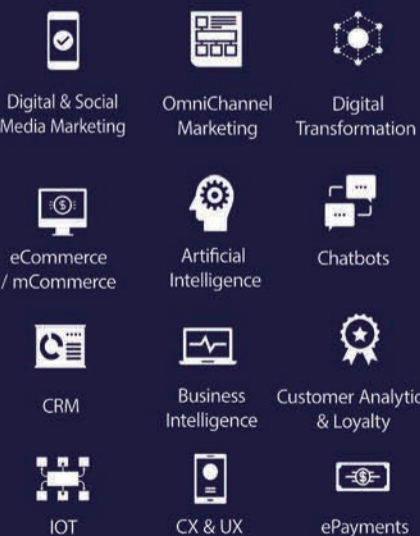 Digital & Social
Media Marketing
OmniChannel
Marketing
Digital
Transformation
eCommerce
/ mCommerce
Artificial
Intelligence
Chatbots
CRM
Business
Intelligence
Customer Analytic
& Loyalty
IOT
CX & UX
ePayments